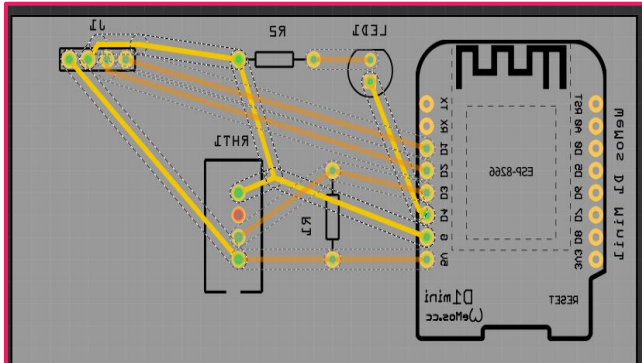 J1
R2
LED1
RHT1
R1
TX
RX
D1
D2
D3
D4
G
5V
ESP-8266
RST
A0
D0
D5
D6
D7
D8
3V3
WeMos D1 Mini1
D1mini
WeMos.cc
RESET